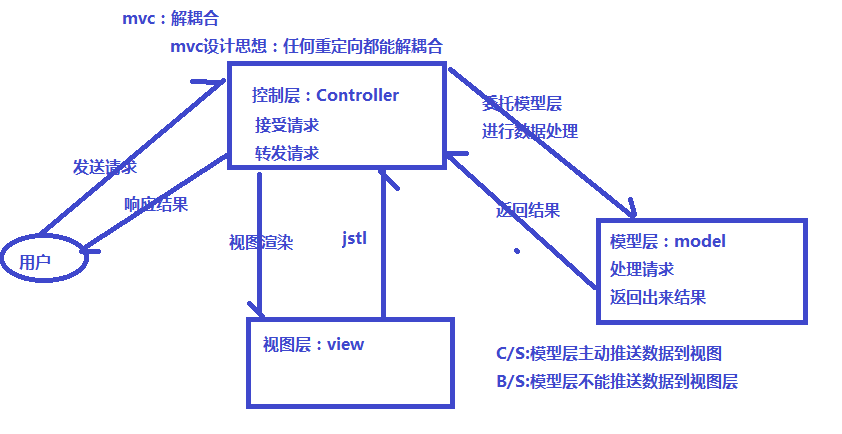 mvc：解耦合
mvc设计思想：任何重定向都能解耦合
控制层：Controller
接受请求
转发请求
委托模型层
进行数据处理
发送请求
响应结果
返回结果
用户
视图渲染
jstl
模型层：model
处理请求
返回出来结果
视图层：view
C/S:模型层主动推送数据到视图
B/S:模型层不能推送数据到视图层